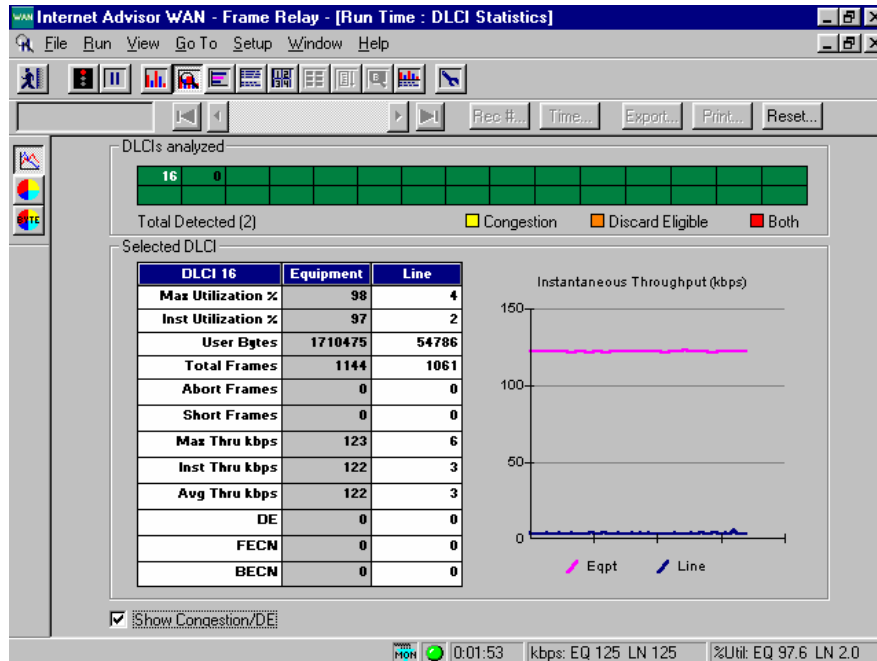 WAN Internet Advisor WAN - Frame Relay - [Run Time : DLCI Statistics]
File Run View Go To Setup Window Help
Rec #... Time... Export... Print... Reset...
DLCIs analyzed
16 0
Total Detected (2) Congestion Discard Eligible Both
BYTE
Selected DLCI
DLCI 16 Equipment Line
Max Utilization % 98 4
Inst Utilization % 97 2
User Bytes 1710475 54786
Total Frames 1144 1061
Abort Frames 0 0
Short Frames 0 0
Max Thru kbps 123 6
Inst Thru kbps 122 3
Avg Thru kbps 122 3
DE 0 0
FECN 0 0
BECN 0 0
Instantaneous Throughput (kbps)
150
100
50
0
Eqpt Line
Show Congestion/DE
MON 0:01:53 kbps: EQ 125 LN 125 %Util: EQ 97.6 LN 2.0